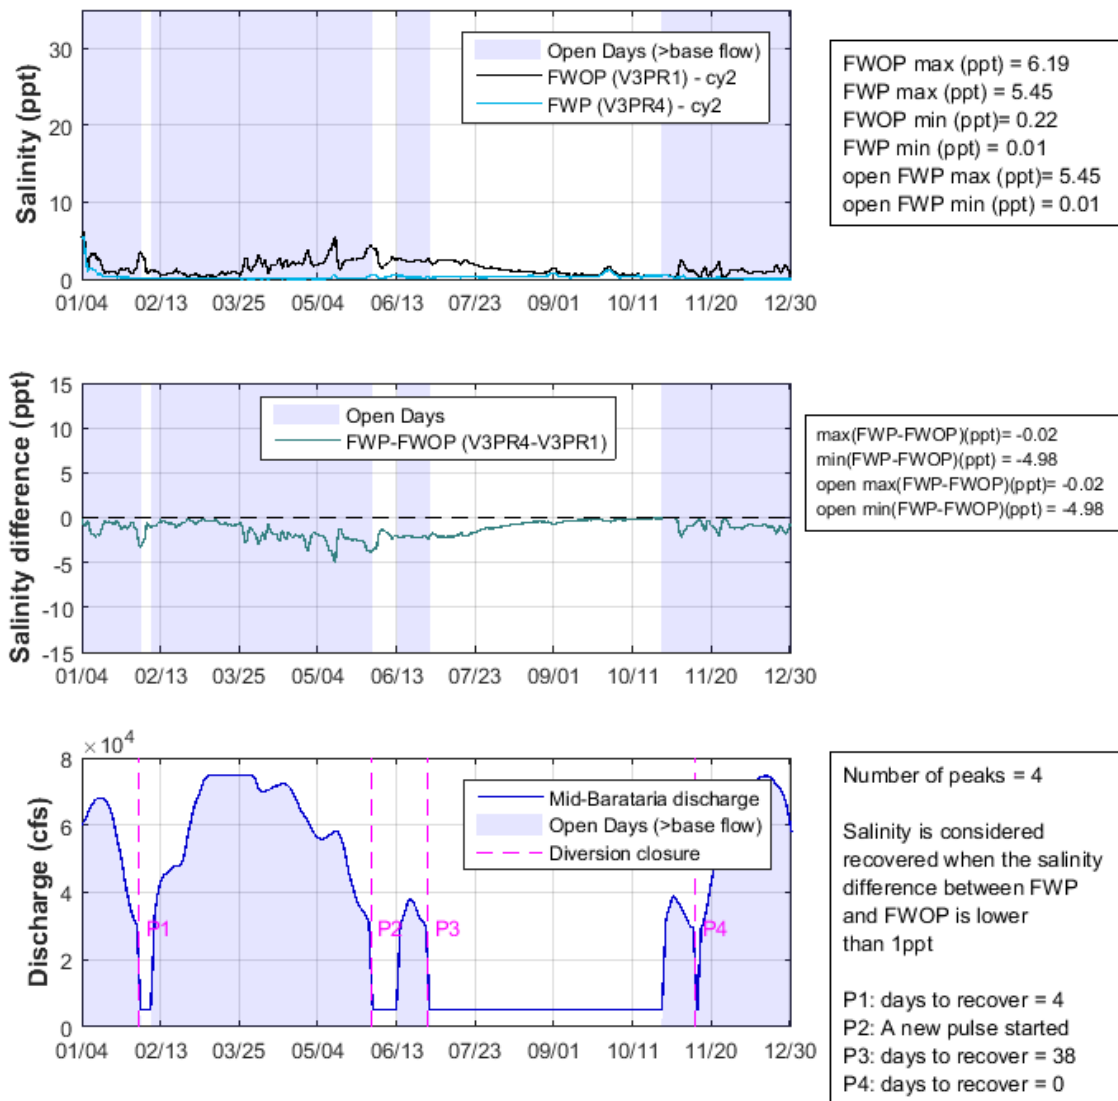 35
30
20
10
0
Salinity (ppt)
Open Days (>base flow)
FWOP (V3PR1) - cy2
FWP (V3PR4) - cy2
01/04 02/13 03/25 05/04 06/13 07/23 09/01 10/11 11/20 12/30
FWOP max (ppt) = 6.19
FWP max (ppt) = 5.45
FWOP min (ppt)= 0.22
FWP min (ppt) = 0.01
open FWP max (ppt)= 5.45
open FWP min (ppt) = 0.01
15
10
5
0
-5
-10
-15
Salinity difference (ppt)
Open Days
FWP-FWOP (V3PR4-V3PR1)
01/04 02/13 03/25 05/04 06/13 07/23 09/01 10/11 11/20 12/30
max(FWP-FWOP)(ppt)= -0.02
min(FWP-FWOP)(ppt) = -4.98
open max(FWP-FWOP)(ppt)= -0.02
open min(FWP-FWOP)(ppt) = -4.98
×10⁴
8
6
4
2
0
Discharge (cfs)
Mid-Barataria discharge
Open Days (>base flow)
Diversion closure
P1 P2 P3 P4
01/04 02/13 03/25 05/04 06/13 07/23 09/01 10/11 11/20 12/30
Number of peaks = 4
Salinity is considered
recovered when the salinity
difference between FWP
and FWOP is lower
than 1ppt
P1: days to recover = 4
P2: A new pulse started
P3: days to recover = 38
P4: days to recover = 0